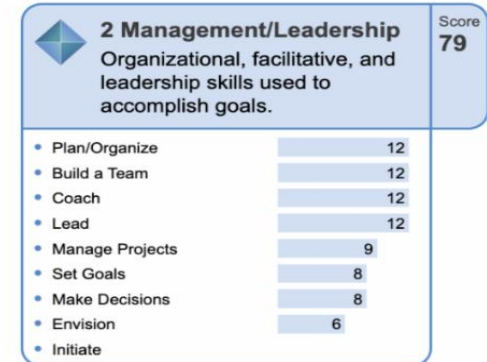 2 Management/Leadership
Organizational, facilitative, and
leadership skills used to
accomplish goals.
Score
79
• Plan/Organize 12
• Build a Team 12
• Coach 12
• Lead 12
• Manage Projects 9
• Set Goals 8
• Make Decisions 8
• Envision 6
• Initiate